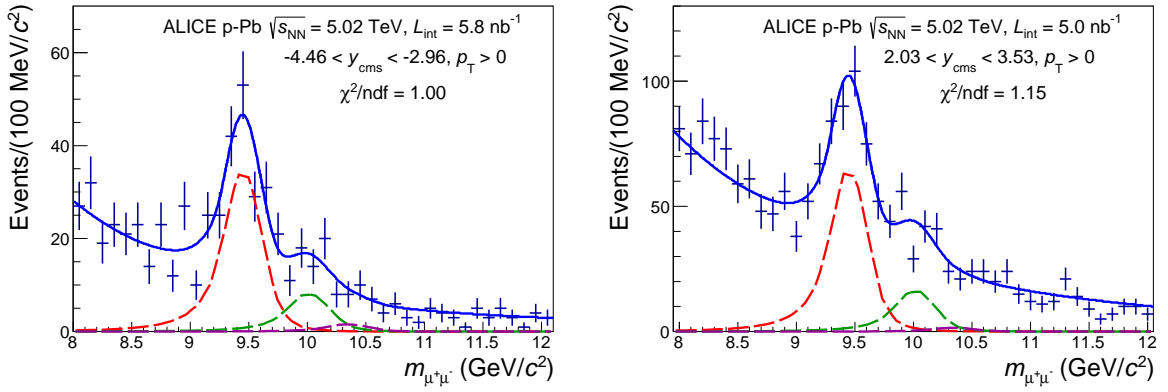 ALICE p-Pb √sNN = 5.02 TeV, Lint = 5.8 nb-1
-4.46 < ycms < -2.96, pT > 0
χ2/ndf = 1.00
Events/(100 MeV/c2)
60
40
20
0
8 8.5 9 9.5 10 10.5 11 11.5 12
mμ+μ- (GeV/c2)
ALICE p-Pb √sNN = 5.02 TeV, Lint = 5.0 nb-1
2.03 < ycms < 3.53, pT > 0
χ2/ndf = 1.15
Events/(100 MeV/c2)
100
50
0
8 8.5 9 9.5 10 10.5 11 11.5 12
mμ+μ- (GeV/c2)